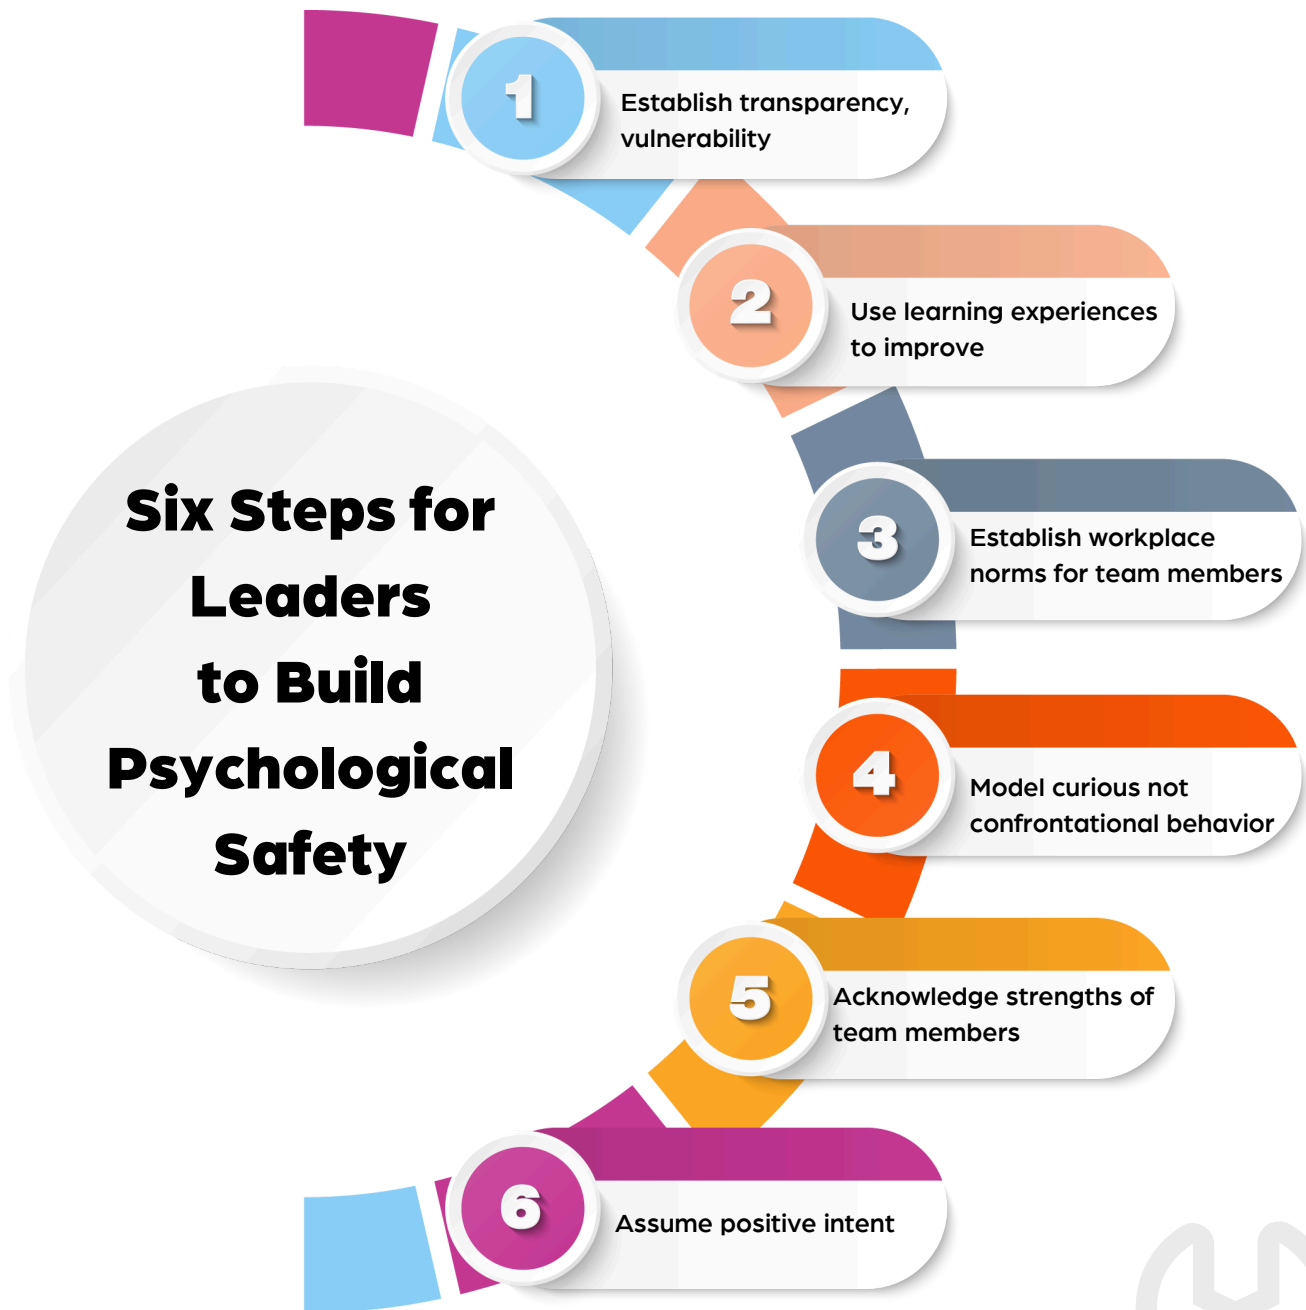 Six Steps for
Leaders
to Build
Psychological
Safety
1
Establish transparency,
vulnerability
2
Use learning experiences
to improve
3
Establish workplace
norms for team members
4
Model curious not
confrontational behavior
5
Acknowledge strengths of
team members
6
Assume positive intent